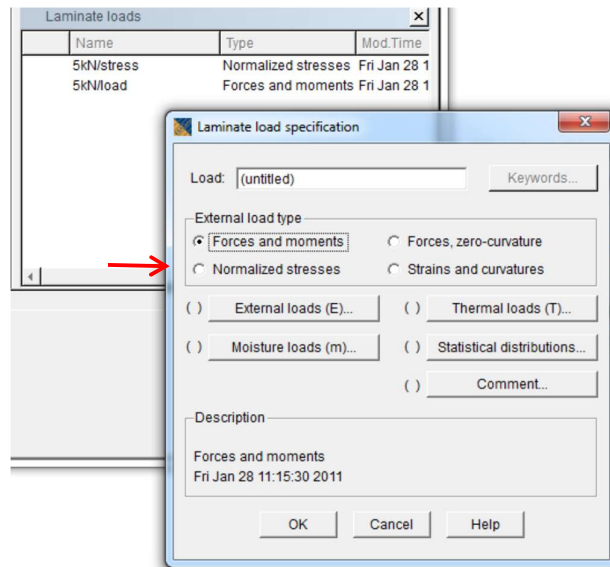 Laminate loads
Name Type Mod.Time
5kN/stress Normalized stresses Fri Jan 28 1
5kN/load Forces and moments Fri Jan 28 1
Laminate load specification
Load: (untitled) Keywords...
External load type
Forces and moments Forces, zero-curvature
Normalized stresses Strains and curvatures
( ) External loads (E)... ( ) Thermal loads (T)...
( ) Moisture loads (m)... ( ) Statistical distributions...
( ) Comment...
Description
Forces and moments
Fri Jan 28 11:15:30 2011
OK Cancel Help